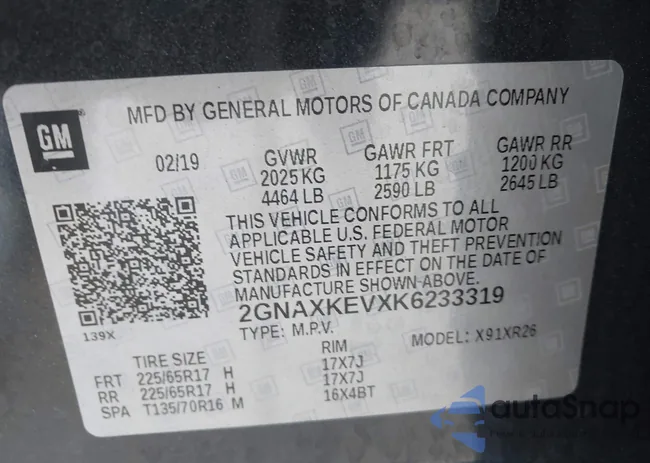 GM
MFD BY GENERAL MOTORS OF CANADA COMPANY
02/19 GVWR GAWR FRT GAWR RR
2025 KG 1175 KG 1200 KG
4464 LB 2590 LB 2645 LB
THIS VEHICLE CONFORMS TO ALL
APPLICABLE U.S. FEDERAL MOTOR
VEHICLE SAFETY AND THEFT PREVENTION
STANDARDS IN EFFECT ON THE DATE OF
MANUFACTURE SHOWN ABOVE.
2GNAXKEVXK6233319
139X TYPE: M.P.V. MODEL: X91XR26
TIRE SIZE RIM
FRT 225/65R17 H 17X7J
RR 225/65R17 H 17X7J
SPA T135/70R16 M 16X4BT
autoSnap